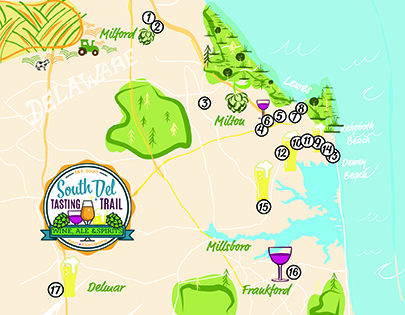 1
2
Milford
DELAWARE
3
Milton
Lewes
8
7
6
5
4
Rehoboth
Beach
10
11
9
14
13
12
Dewey
Beach
South Del
TASTING TRAIL
WINE, ALE & SPIRITS
15
Millsboro
16
17
Delmar
Frankford